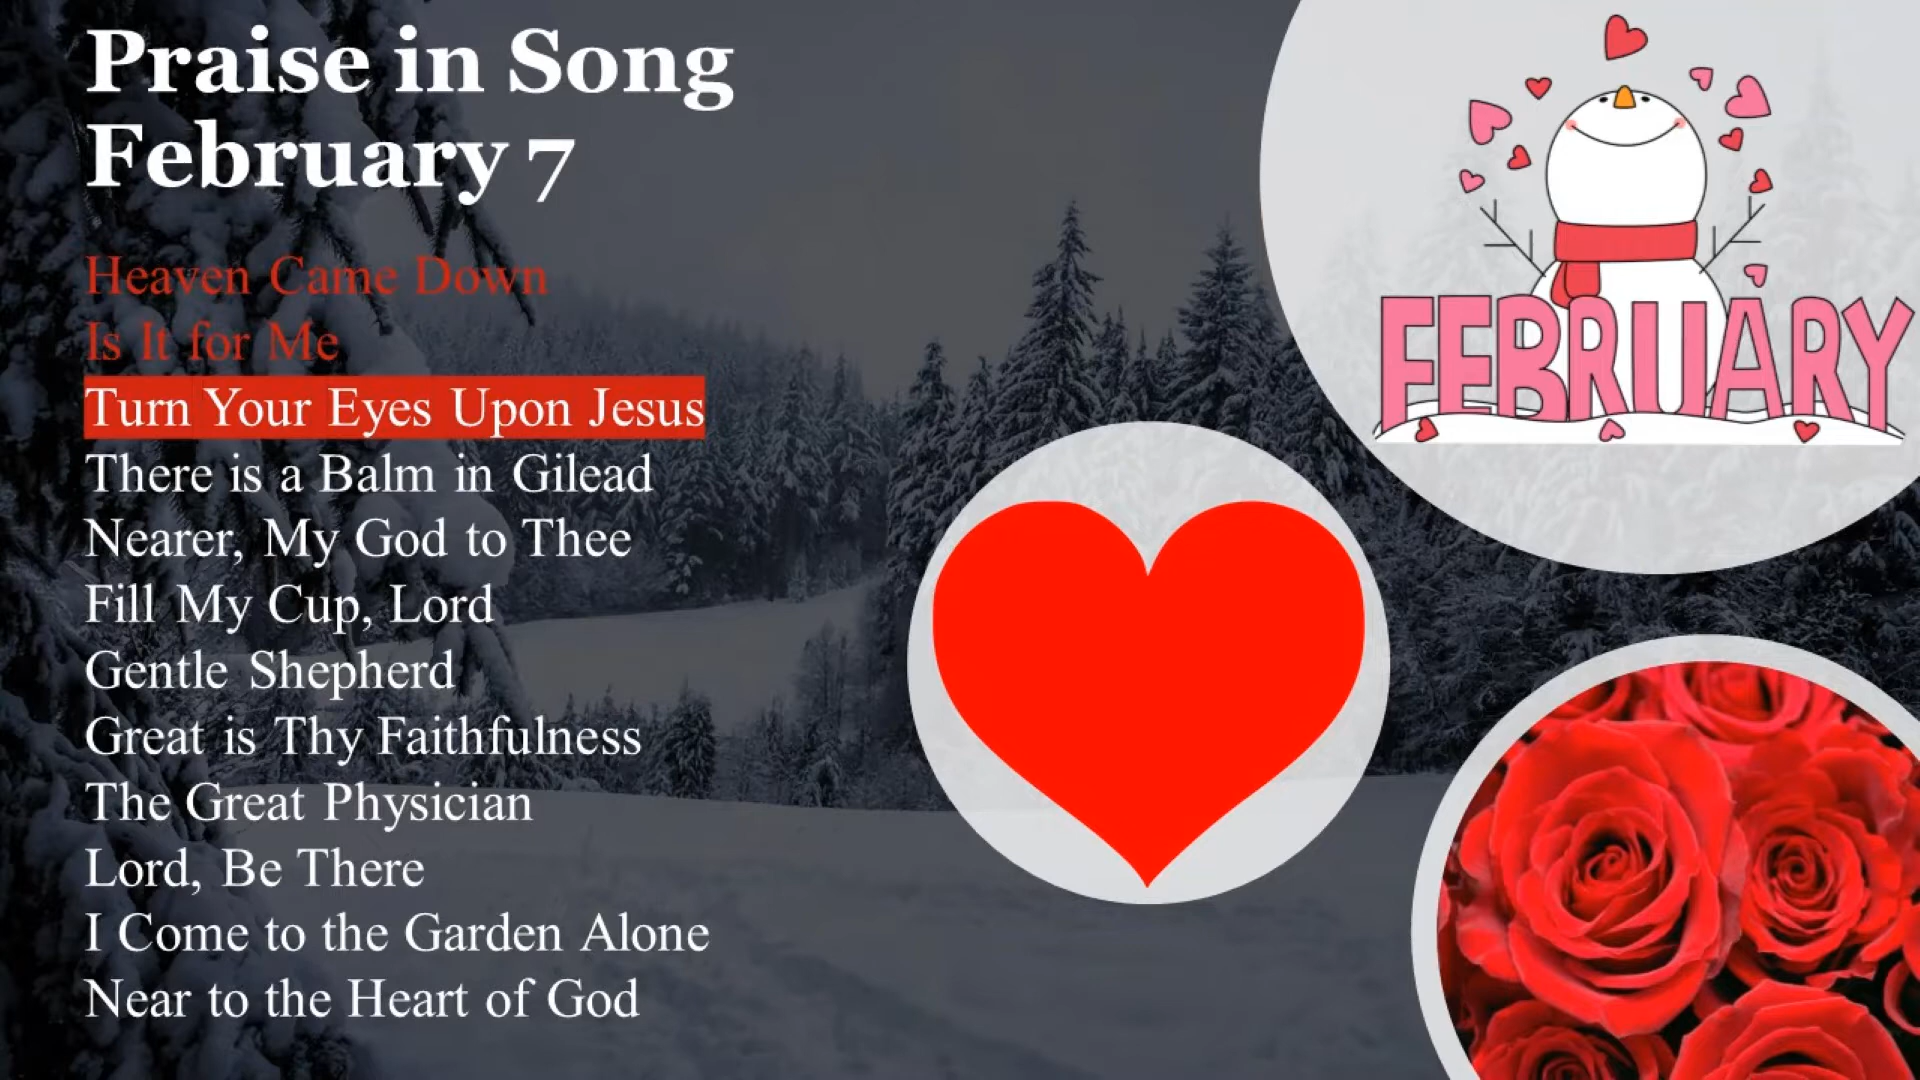 Praise in Song
February 7
Heaven Came Down
Is It for Me
Turn Your Eyes Upon Jesus
There is a Balm in Gilead
Nearer, My God to Thee
Fill My Cup, Lord
Gentle Shepherd
Great is Thy Faithfulness
The Great Physician
Lord, Be There
I Come to the Garden Alone
Near to the Heart of God
FEBRUARY